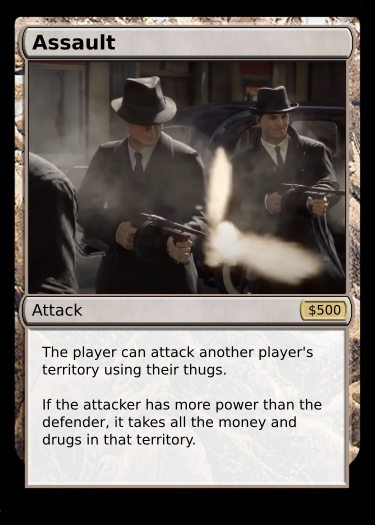 Assault
Attack
$500
The player can attack another player's
territory using their thugs.
If the attacker has more power than the
defender, it takes all the money and
drugs in that territory.